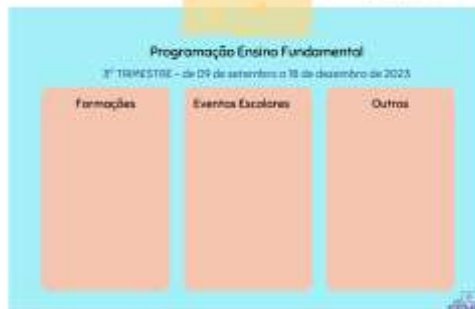 Programação Ensino Fundamental
3º TRIMESTRE - de 09 de setembro a 18 de dezembro de 2023
Formações
Eventos Escolares
Outros